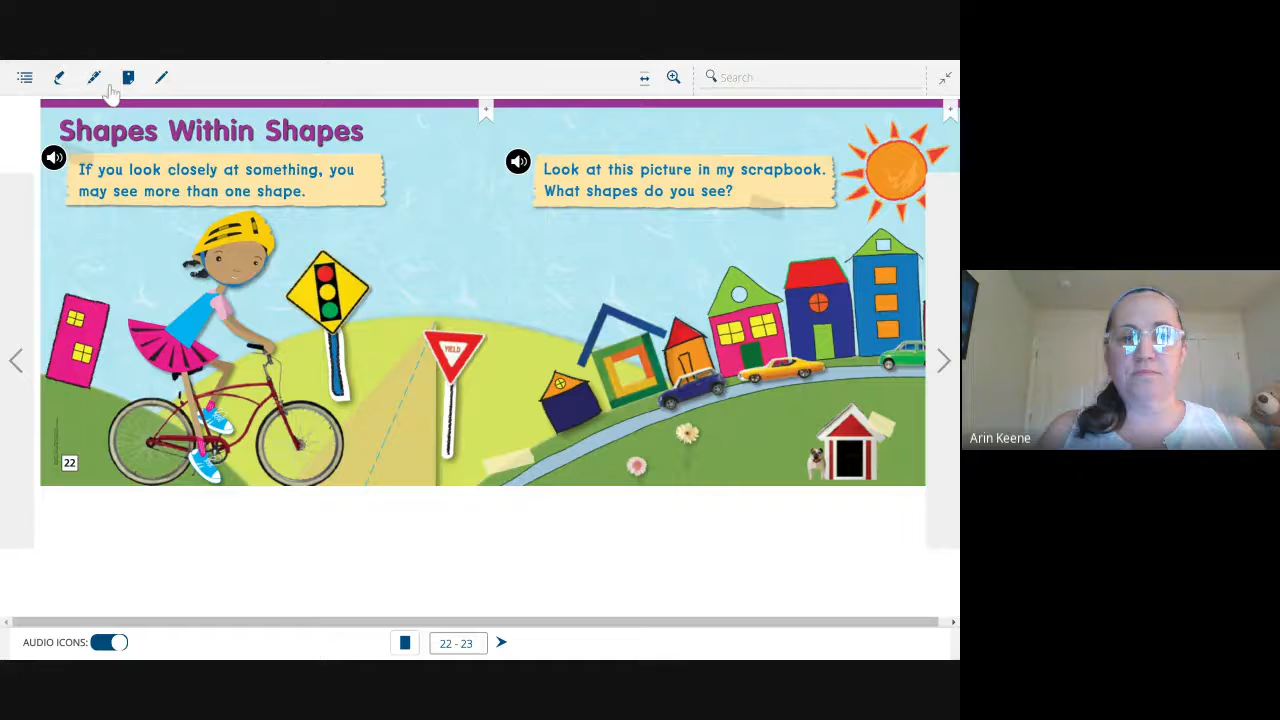 Search
Shapes Within Shapes
If you look closely at something, you
may see more than one shape.
Look at this picture in my scrapbook.
What shapes do you see?
YIELD
22
AUDIO ICONS:
22 - 23
Arin Keene